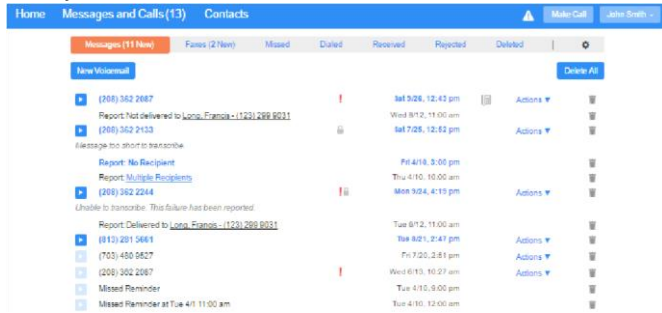 Home Messages and Calls (13) Contacts Make Call John Smith
Messages (11 New) Faxes (2 New) Missed Dialed Received Rejected Deleted
New Voicemail Delete All
(208) 362 2087 ! Sat 9/26, 12:43 pm Actions ▼
Report: Not delivered to Long, Francis - (123) 299 9031 Wed 8/12, 11:00 am
(208) 362 2133 Sat 7/25, 12:52 pm Actions ▼
Message too short to transcribe.
Report: No Recipient Fri 4/10, 3:00 pm
Report: Multiple Recipients Thu 4/10, 10:00 am
(208) 362 2244 ! Mon 9/24, 4:19 pm Actions ▼
Unable to transcribe. This failure has been reported.
Report: Delivered to Long, Francis - (123) 299 9031 Tue 8/12, 11:00 am
(813) 281 5661 Tue 8/21, 2:47 pm Actions ▼
(703) 480 9527 Fri 7/20, 2:51 pm Actions ▼
(208) 362 2087 ! Wed 6/13, 10:27 am Actions ▼
Missed Reminder Tue 4/10, 9:00 pm
Missed Reminder at Tue 4/1 11:00 am Tue 4/10, 12:00 am